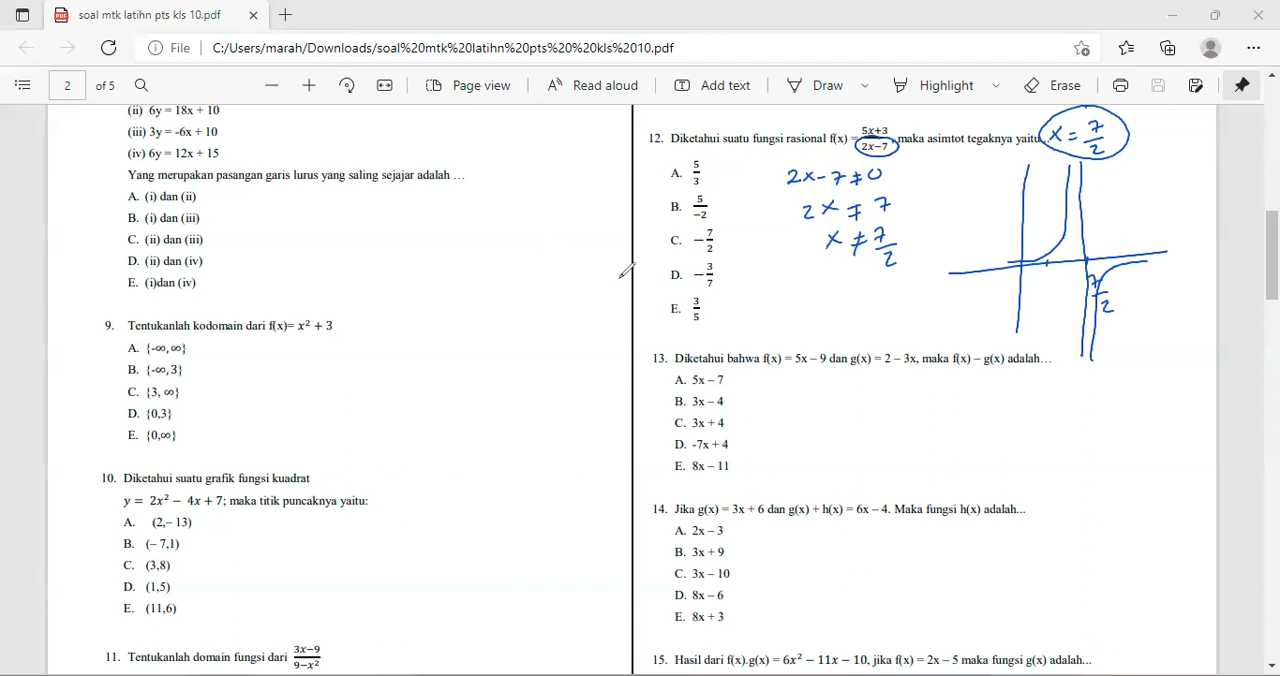 soal mtk latihn pts kls 10.pdf
File C:/Users/marah/Downloads/soal%20mtk%20latihn%20pts%20%20kls%2010.pdf
2 of 5 Page view Read aloud Add text Draw Highlight Erase
(ii) 6y = 18x + 10
(iii) 3y = -6x + 10
(iv) 6y = 12x + 15
Yang merupakan pasangan garis lurus yang saling sejajar adalah …
A. (i) dan (ii)
B. (i) dan (iii)
C. (ii) dan (iii)
D. (ii) dan (iv)
E. (i)dan (iv)
9. Tentukanlah kodomain dari f(x)= x² + 3
A. {-∞, ∞}
B. {-∞, 3}
C. {3, ∞}
D. {0,3}
E. {0,∞}
10. Diketahui suatu grafik fungsi kuadrat
y = 2x² − 4x + 7; maka titik puncaknya yaitu:
A. (2,– 13)
B. (– 7,1)
C. (3,8)
D. (1,5)
E. (11,6)
11. Tentukanlah domain fungsi dari (3x−9)/(9−x²)
12. Diketahui suatu fungsi rasional f(x) = (5x+3)/(2x−7) maka asimtot tegaknya yaitu...
x = 7/2
A. 5/3
B. 5/-2
C. -7/2
D. -3/7
E. 3/5
2x - 7 ≠ 0
2x ≠ 7
x ≠ 7/2
7/2
13. Diketahui bahwa f(x) = 5x – 9 dan g(x) = 2 – 3x, maka f(x) – g(x) adalah…
A. 5x – 7
B. 3x – 4
C. 3x + 4
D. -7x + 4
E. 8x – 11
14. Jika g(x) = 3x + 6 dan g(x) + h(x) = 6x – 4. Maka fungsi h(x) adalah...
A. 2x – 3
B. 3x + 9
C. 3x – 10
D. 8x – 6
E. 8x + 3
15. Hasil dari f(x).g(x) = 6x² − 11x − 10, jika f(x) = 2x – 5 maka fungsi g(x) adalah...